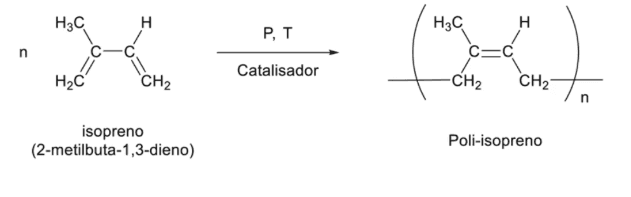 n H₃C H C C H₂C CH₂
P, T
Catalisador
H₃C H C C CH₂ CH₂ n
isopreno
(2-metilbuta-1,3-dieno)
Poli-isopreno